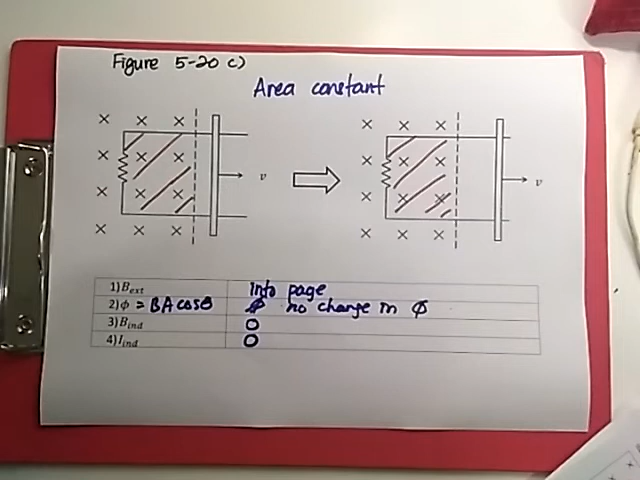 Figure 5-20 c)
Area constant
v
v
1) B_ext into page
2) ϕ = BA cosθ no change in ϕ
3) B_ind 0
4) I_ind 0